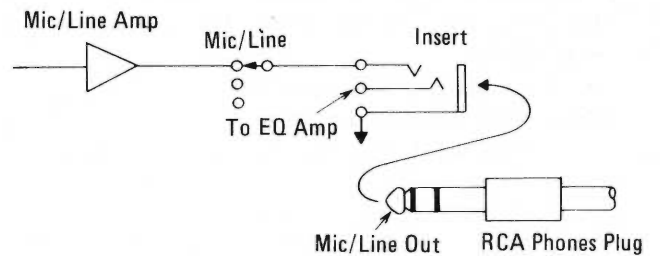 Mic/Line Amp
Mic/Line
Insert
To EQ Amp
Mic/Line Out
RCA Phones Plug